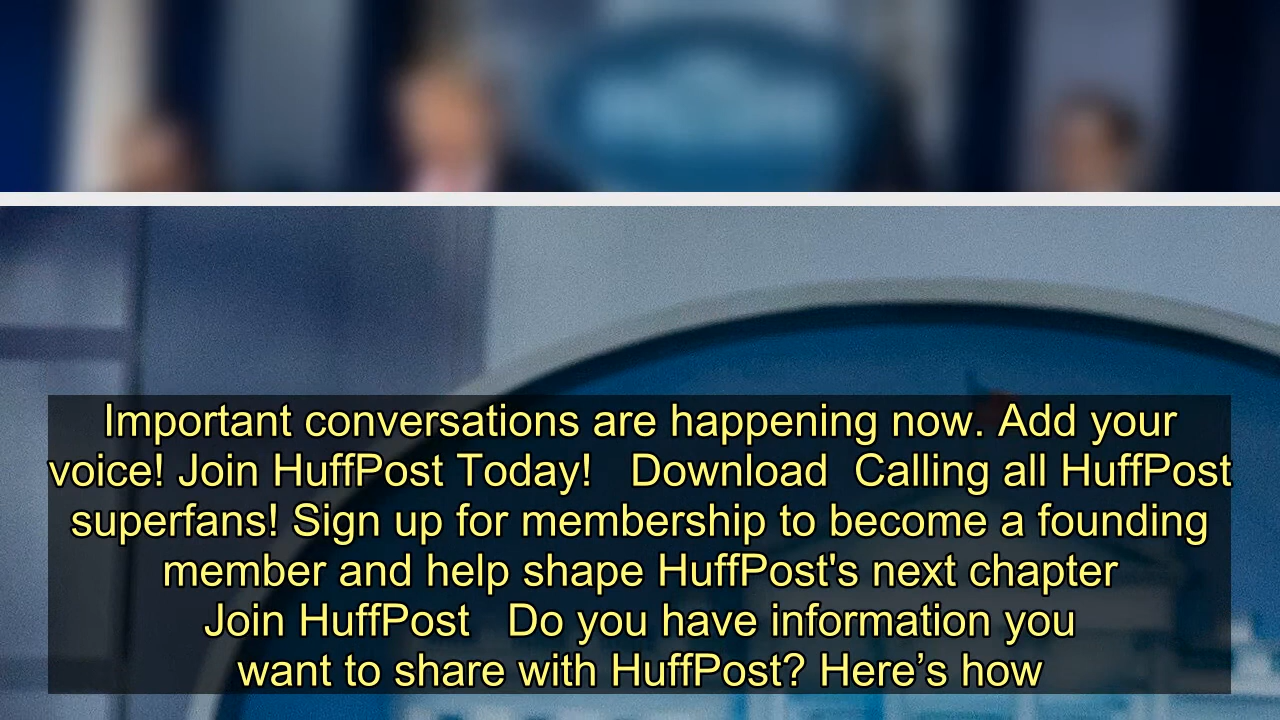 Important conversations are happening now. Add your
voice! Join HuffPost Today!   Download  Calling all HuffPost
superfans! Sign up for membership to become a founding
member and help shape HuffPost's next chapter
Join HuffPost   Do you have information you
want to share with HuffPost? Here’s how